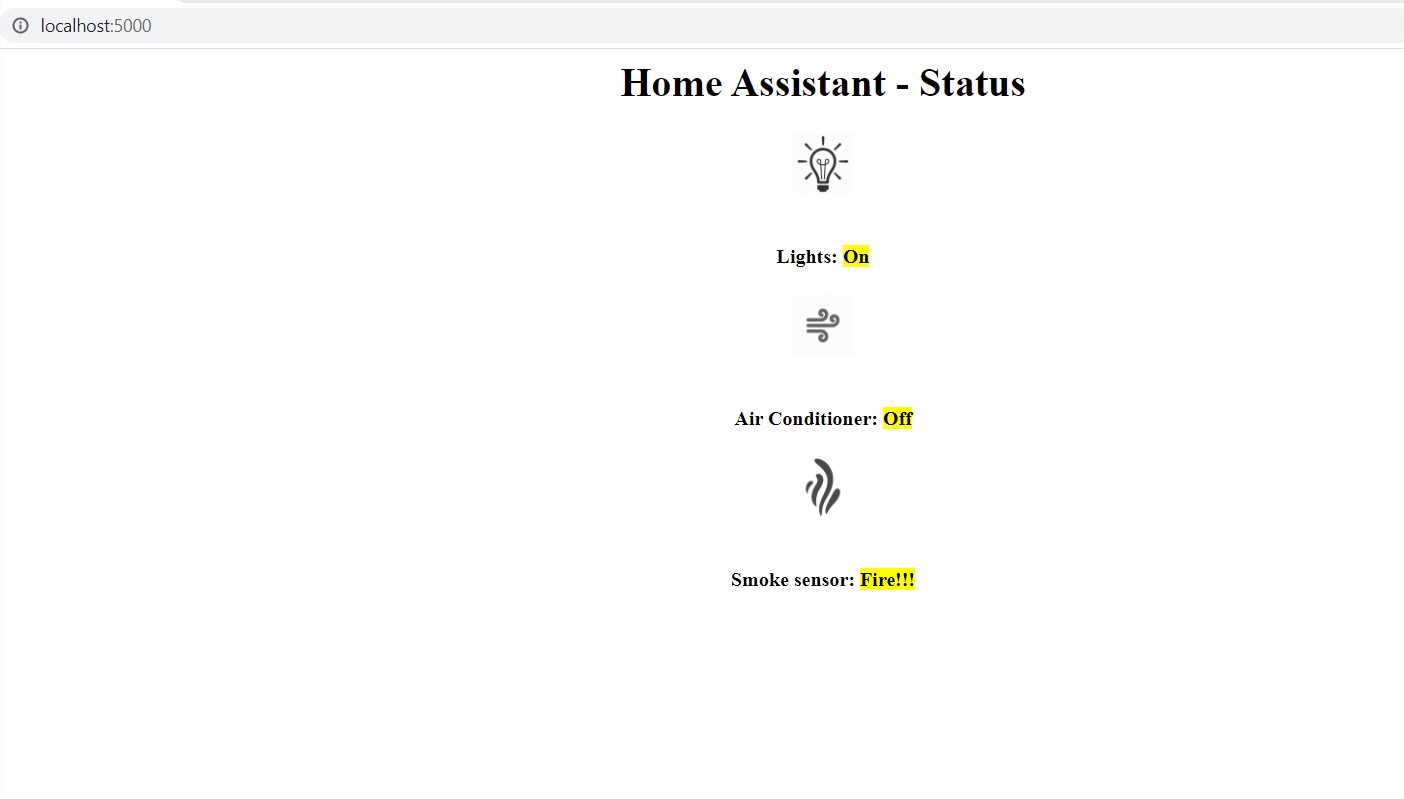 localhost:5000
Home Assistant - Status
Lights: On
Air Conditioner: Off
Smoke sensor: Fire!!!